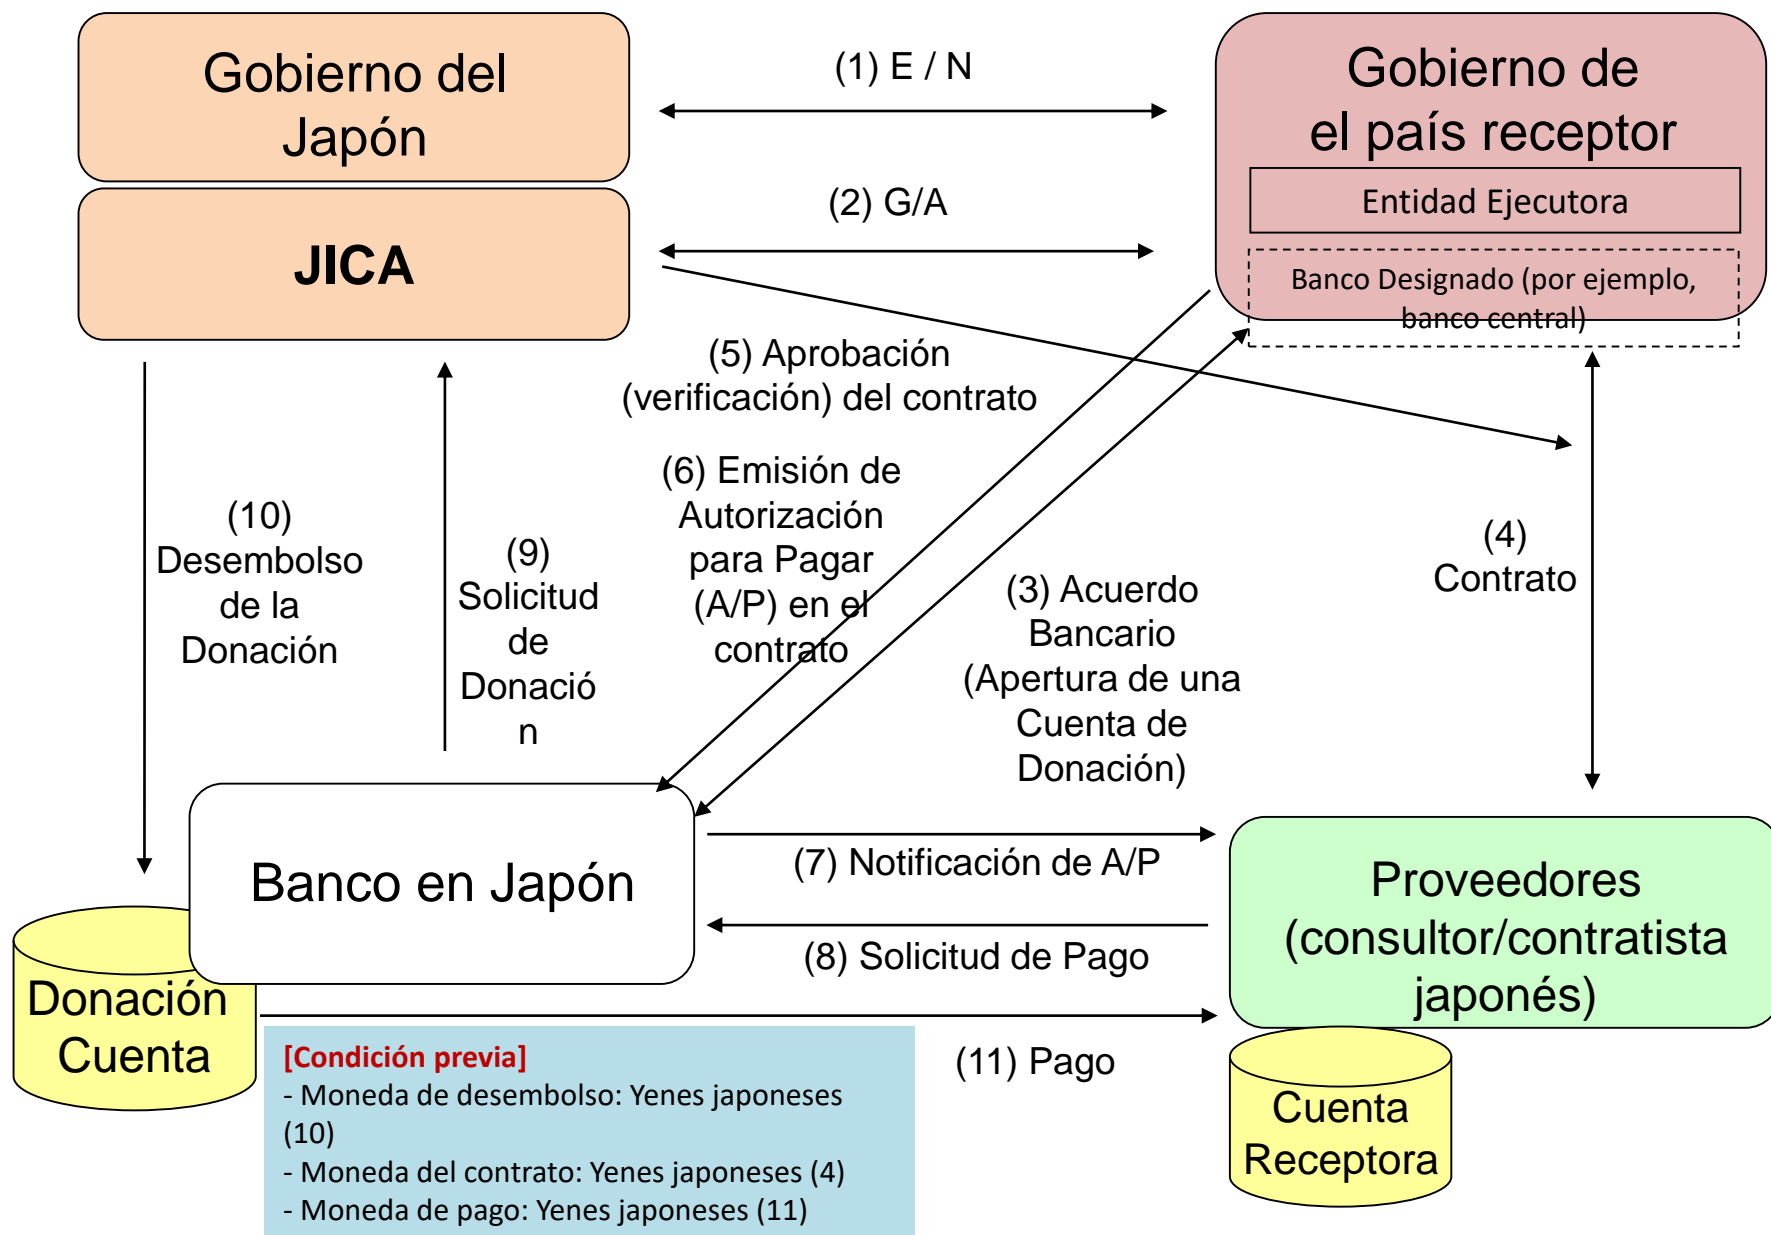 Gobierno del
Japón
(1) E / N
Gobierno de
el país receptor
Entidad Ejecutora
Banco Designado (por ejemplo,
banco central)
JICA
(2) G/A
(5) Aprobación
(verificación) del contrato
(6) Emisión de
Autorización
para Pagar
(A/P) en el
contrato
(10)
Desembolso
de la
Donación
(9)
Solicitud
de
Donació
n
(3) Acuerdo
Bancario
(Apertura de una
Cuenta de
Donación)
(4)
Contrato
Banco en Japón
(7) Notificación de A/P
(8) Solicitud de Pago
Proveedores
(consultor/contratista
japonés)
Donación
Cuenta
(11) Pago
Cuenta
Receptora
[Condición previa]
- Moneda de desembolso: Yenes japoneses
(10)
- Moneda del contrato: Yenes japoneses (4)
- Moneda de pago: Yenes japoneses (11)